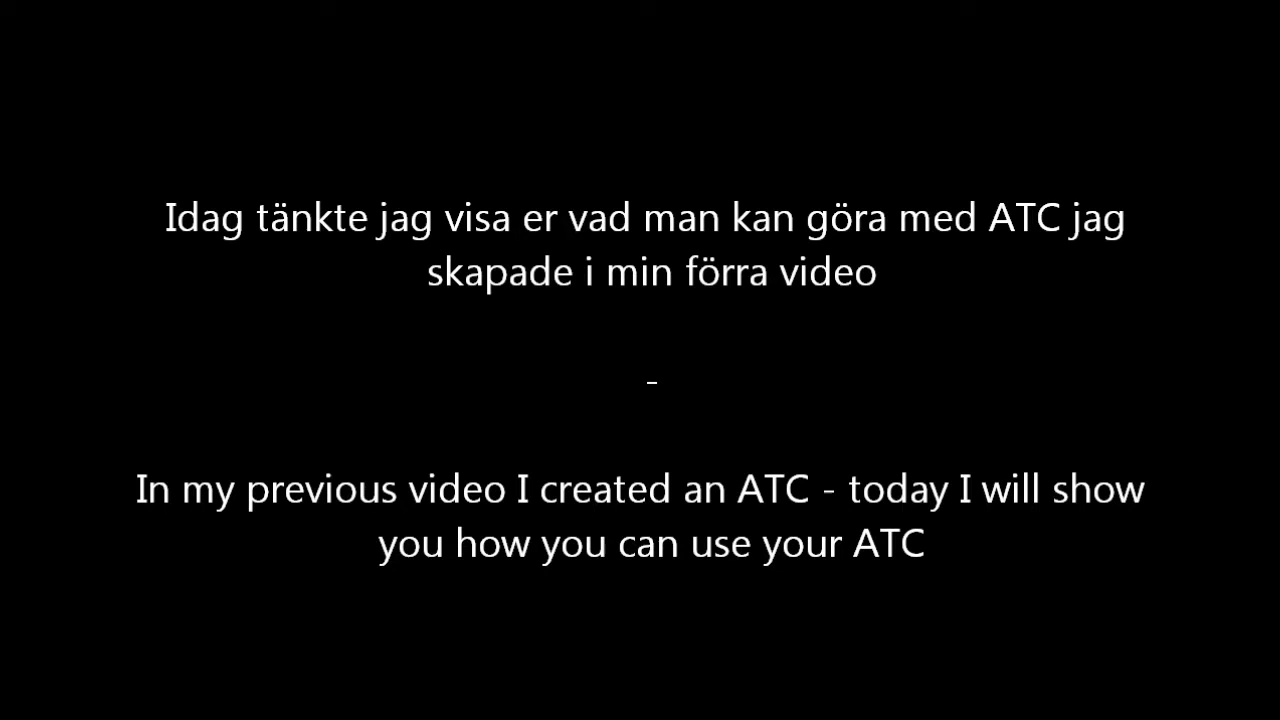 Idag tänkte jag visa er vad man kan göra med ATC jag
skapade i min förra video
-
In my previous video I created an ATC - today I will show
you how you can use your ATC